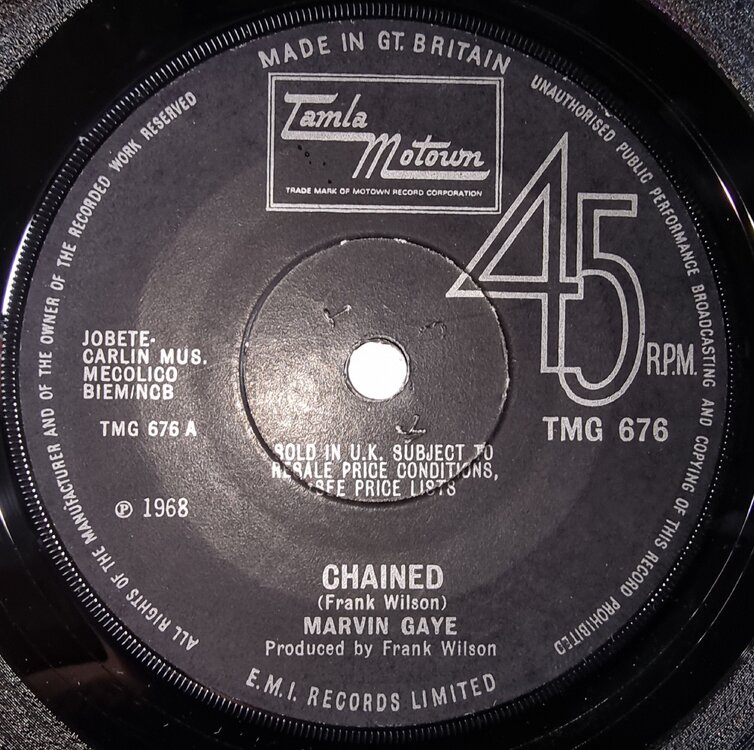 MADE IN GT. BRITAIN
UNAUTHORISED PUBLIC PERFORMANCE BROADCASTING AND COPYING OF THIS RECORD PROHIBITED
ALL RIGHTS OF THE MANUFACTURER AND OF THE OWNER OF THE RECORDED WORK RESERVED
Tamla
Motown
TRADE MARK OF MOTOWN RECORD CORPORATION
45
R.P.M.
JOBETE-
CARLIN MUS.
MECOLICO
BIEM/NCB
TMG 676 A
TMG 676
SOLD IN U.K. SUBJECT TO
RESALE PRICE CONDITIONS,
SEE PRICE LISTS
℗ 1968
CHAINED
(Frank Wilson)
MARVIN GAYE
Produced by Frank Wilson
E.M.I. RECORDS LIMITED